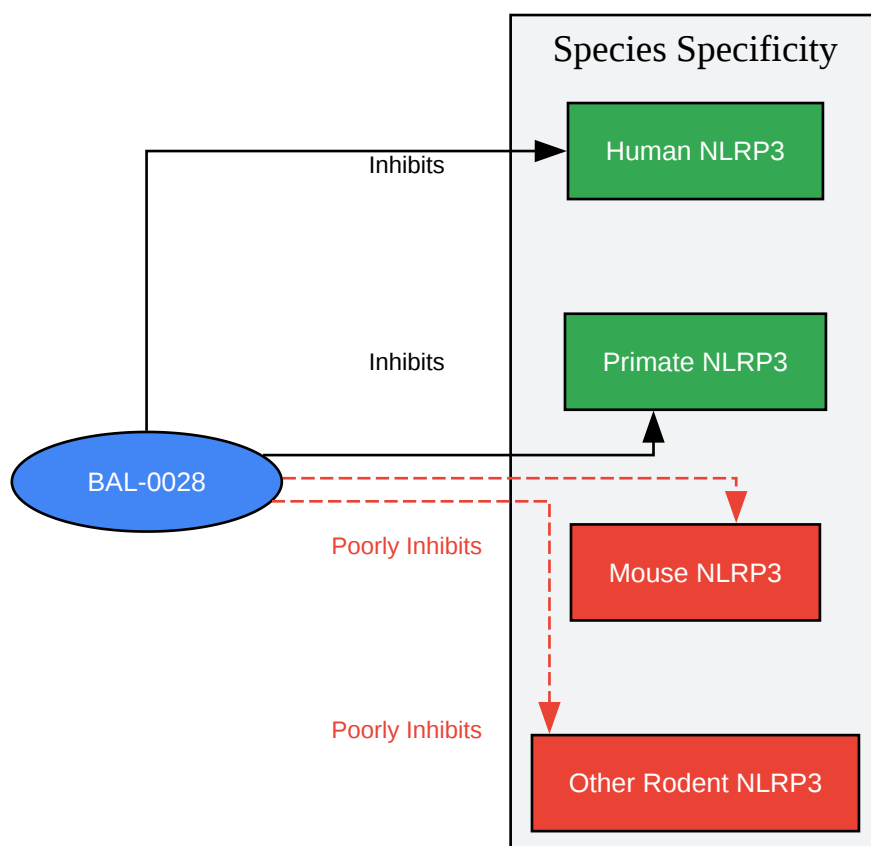 Species Specificity
Human NLRP3
Inhibits
Inhibits
Primate NLRP3
BAL-0028
Poorly Inhibits
Mouse NLRP3
Poorly Inhibits
Other Rodent NLRP3